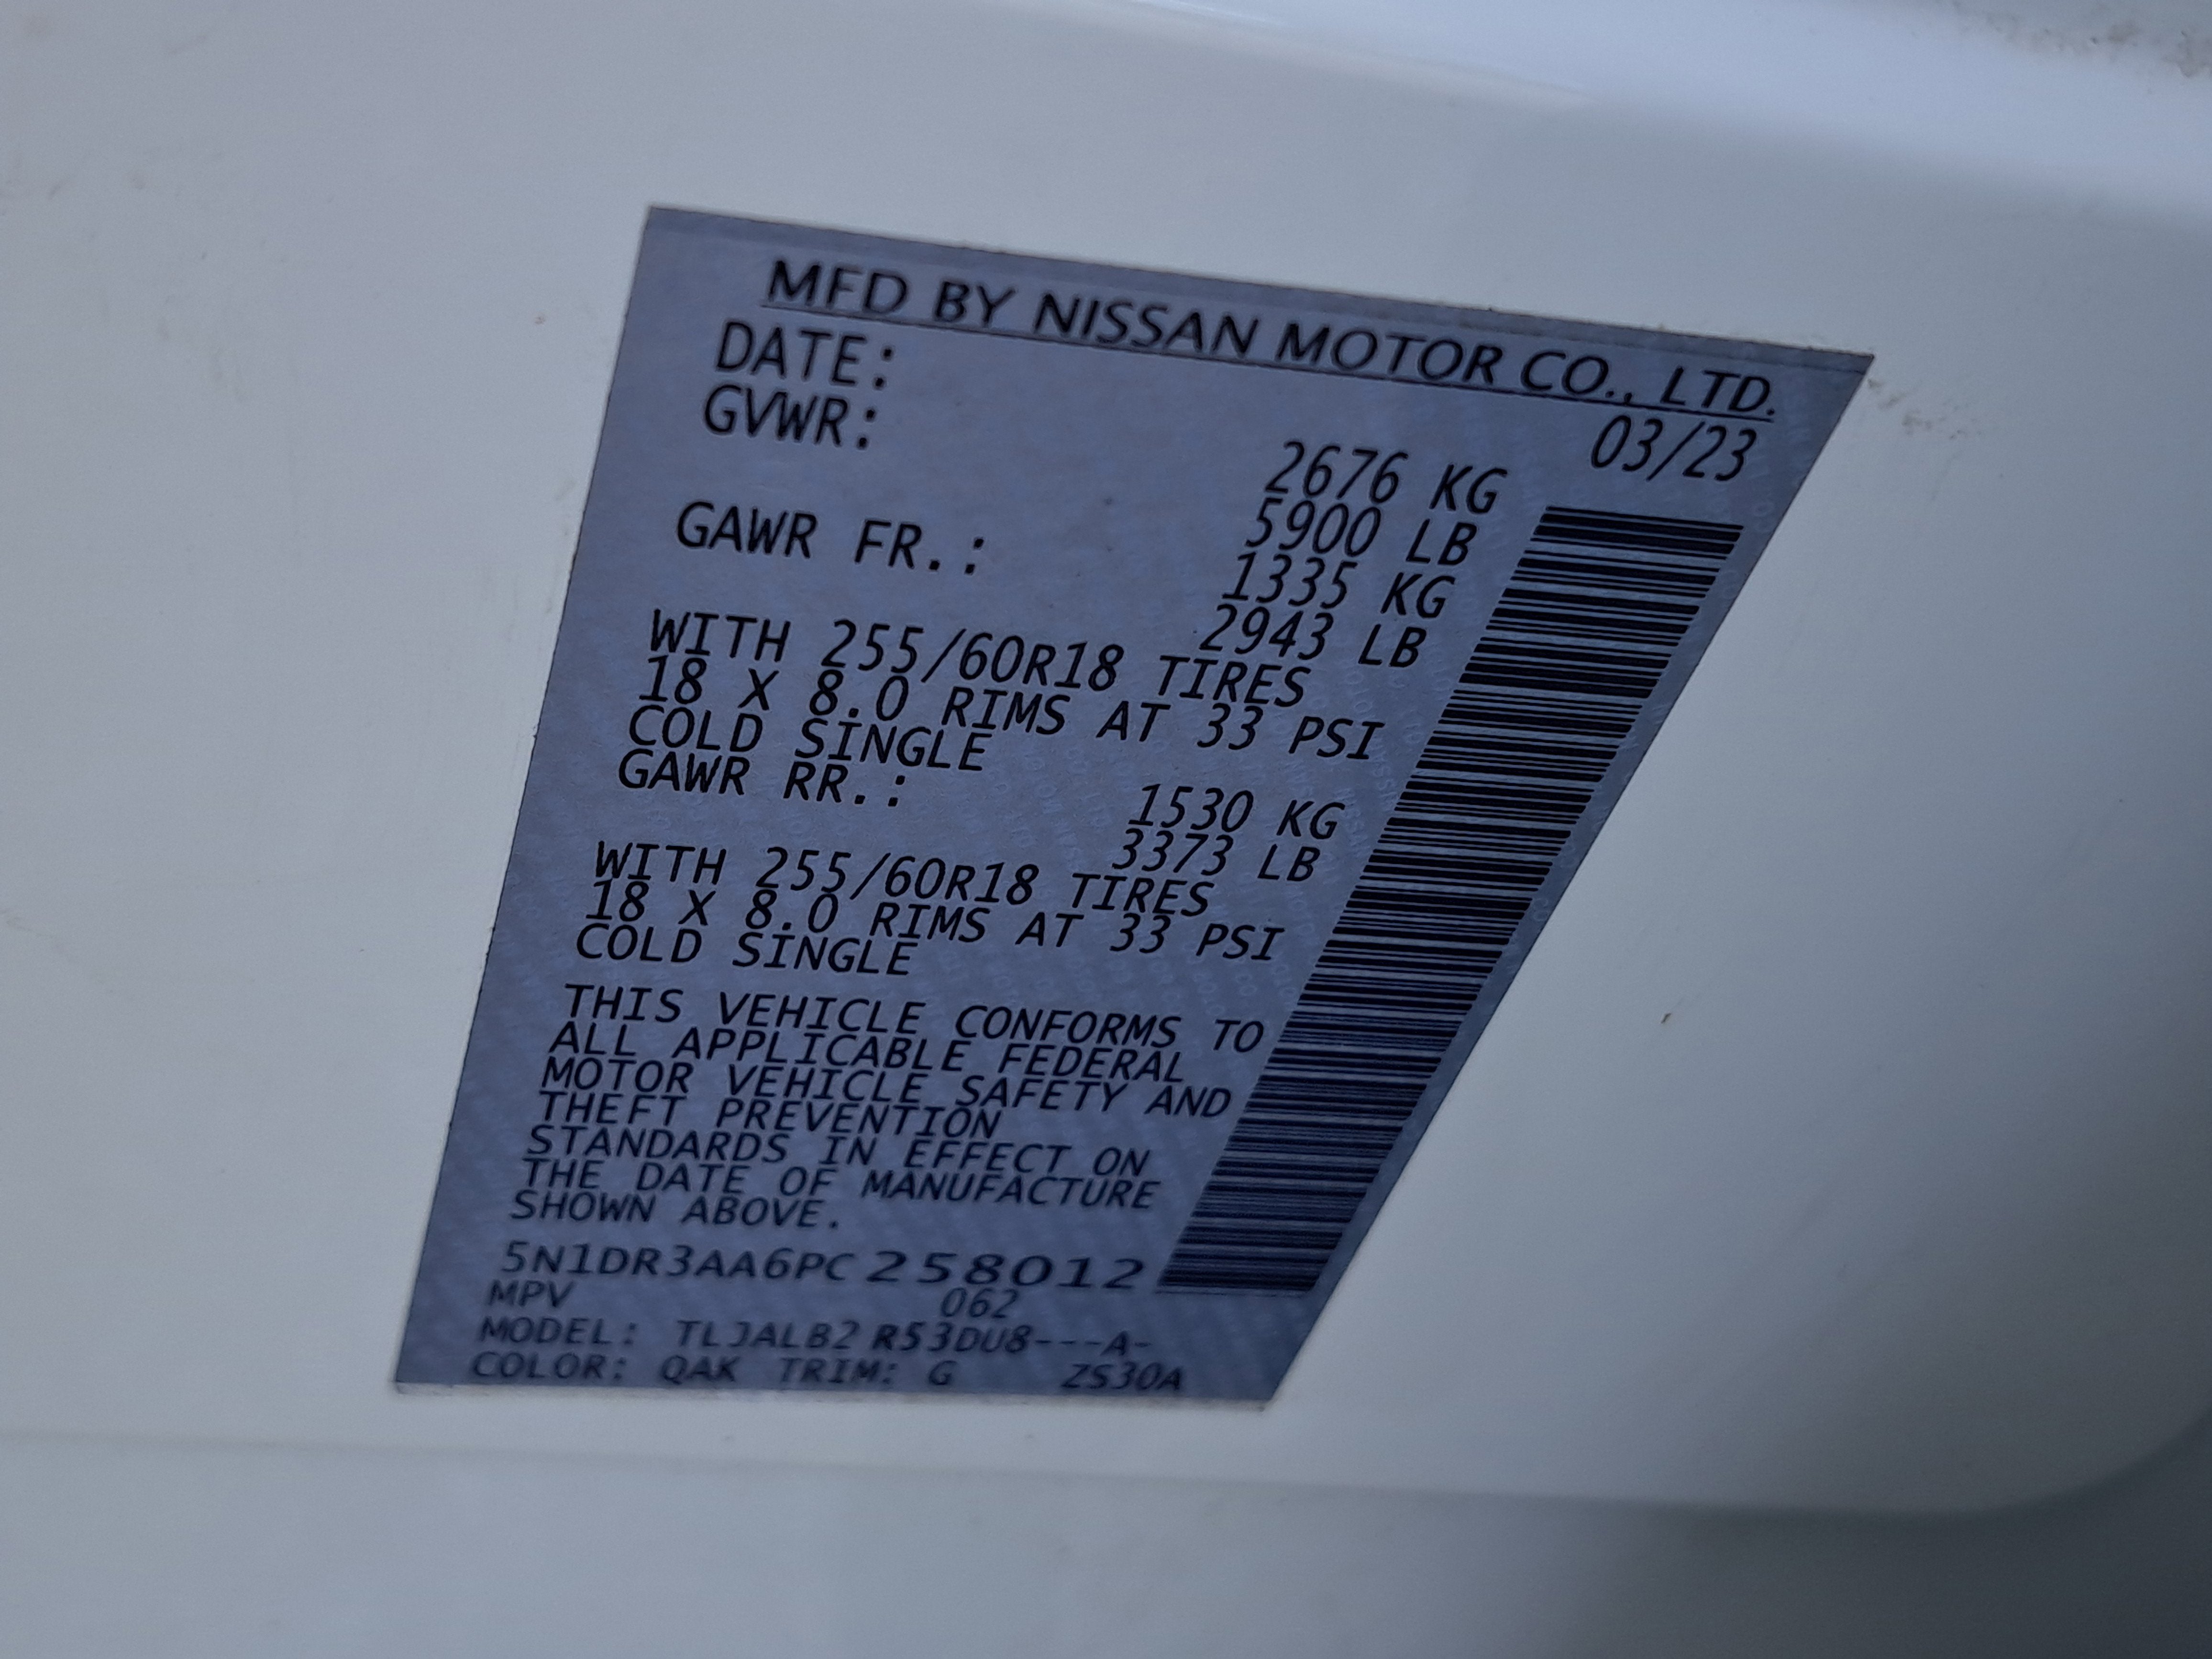 MFD BY NISSAN MOTOR CO., LTD.
DATE: 03/23
GVWR: 2676 KG
5900 LB
GAWR FR.: 1335 KG
2943 LB
WITH 255/60R18 TIRES
18 X 8.0 RIMS AT 33 PSI
COLD SINGLE
GAWR RR.: 1530 KG
3373 LB
WITH 255/60R18 TIRES
18 X 8.0 RIMS AT 33 PSI
COLD SINGLE
THIS VEHICLE CONFORMS TO
ALL APPLICABLE FEDERAL
MOTOR VEHICLE SAFETY AND
THEFT PREVENTION
STANDARDS IN EFFECT ON
THE DATE OF MANUFACTURE
SHOWN ABOVE.
5N1DR3AA6PC258012
MPV 062
MODEL: TLJALB2 R53DU8---A-
COLOR: QAK TRIM: G ZS30A